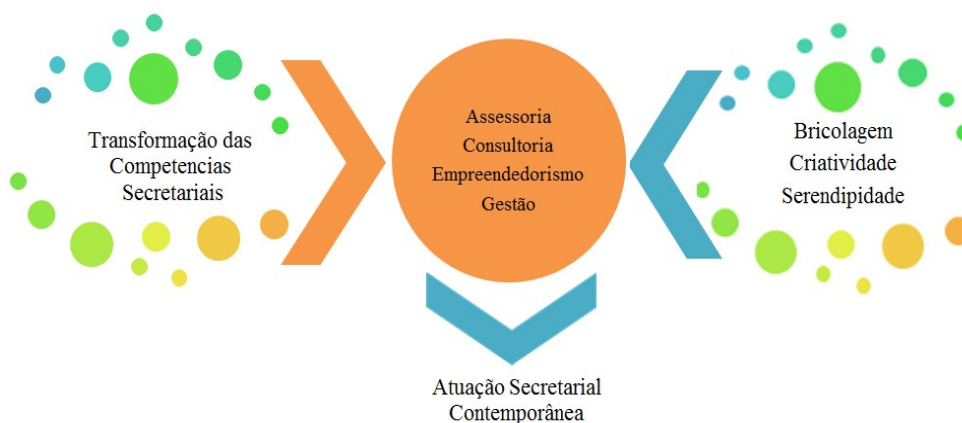 Transformação das
Competencias
Secretariais
Assessoria
Consultoria
Empreendedorismo
Gestão
Bricolagem
Criatividade
Serendipidade
Atuação Secretarial
Contemporânea